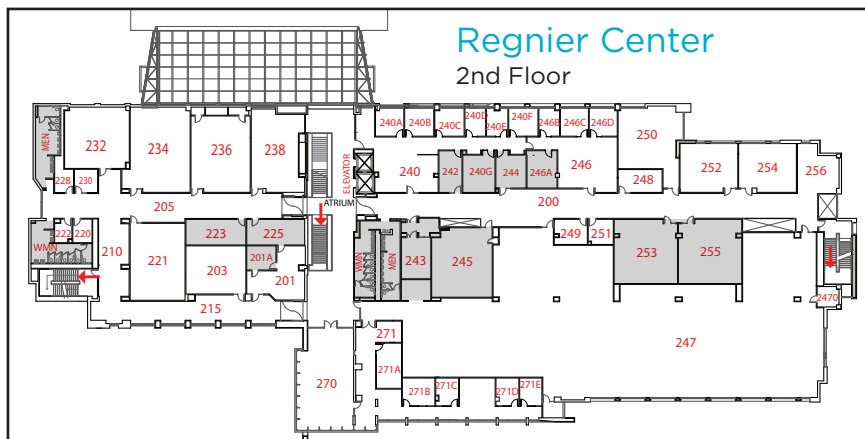 Regnier Center
2nd Floor
MEN
232
234
236
238
228
230
205
222
220
WMN
210
223
225
221
203
201A
201
215
ELEVATOR
ATRIUM
240A
240B
240C
240D
240E
240F
246B
246C
246D
250
240
242
240G
244
246A
246
248
252
254
256
200
WMN
MEN
243
245
249
251
253
255
2470
247
271
271A
270
271B
271C
271D
271E